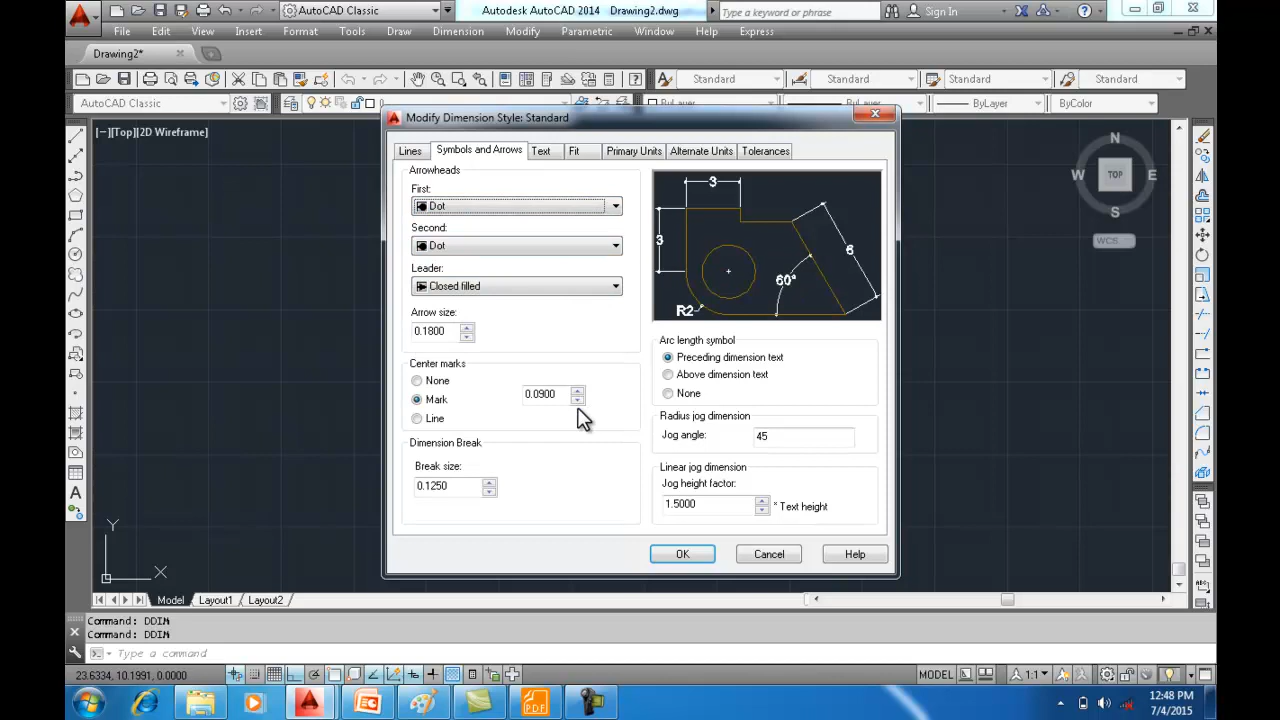 AutoCAD Classic
Autodesk AutoCAD 2014 Drawing2.dwg
Type a keyword or phrase
Sign In
File Edit View Insert Format Tools Draw Dimension Modify Parametric Window Help Express
Drawing2*
Standard Standard Standard Standard
AutoCAD Classic
0
ByLayer
ByLayer
ByColor
[−][Top][2D Wireframe]
Modify Dimension Style: Standard
Lines Symbols and Arrows Text Fit Primary Units Alternate Units Tolerances
Arrowheads
First:
Dot
Second:
Dot
Leader:
Closed filled
Arrow size:
0.1800
Center marks
None
Mark
0.0900
Line
Dimension Break
Break size:
0.1250
3
3
6
60°
R2
Arc length symbol
Preceding dimension text
Above dimension text
None
Radius jog dimension
Jog angle:
45
Linear jog dimension
Jog height factor:
1.5000
* Text height
OK Cancel Help
N
W TOP E
S
WCS
Y
X
Model Layout1 Layout2
Command: DDIM
Command: DDIM
Type a command
23.6334, 10.1991, 0.0000
MODEL
1:1
PDF
12:48 PM
7/4/2015